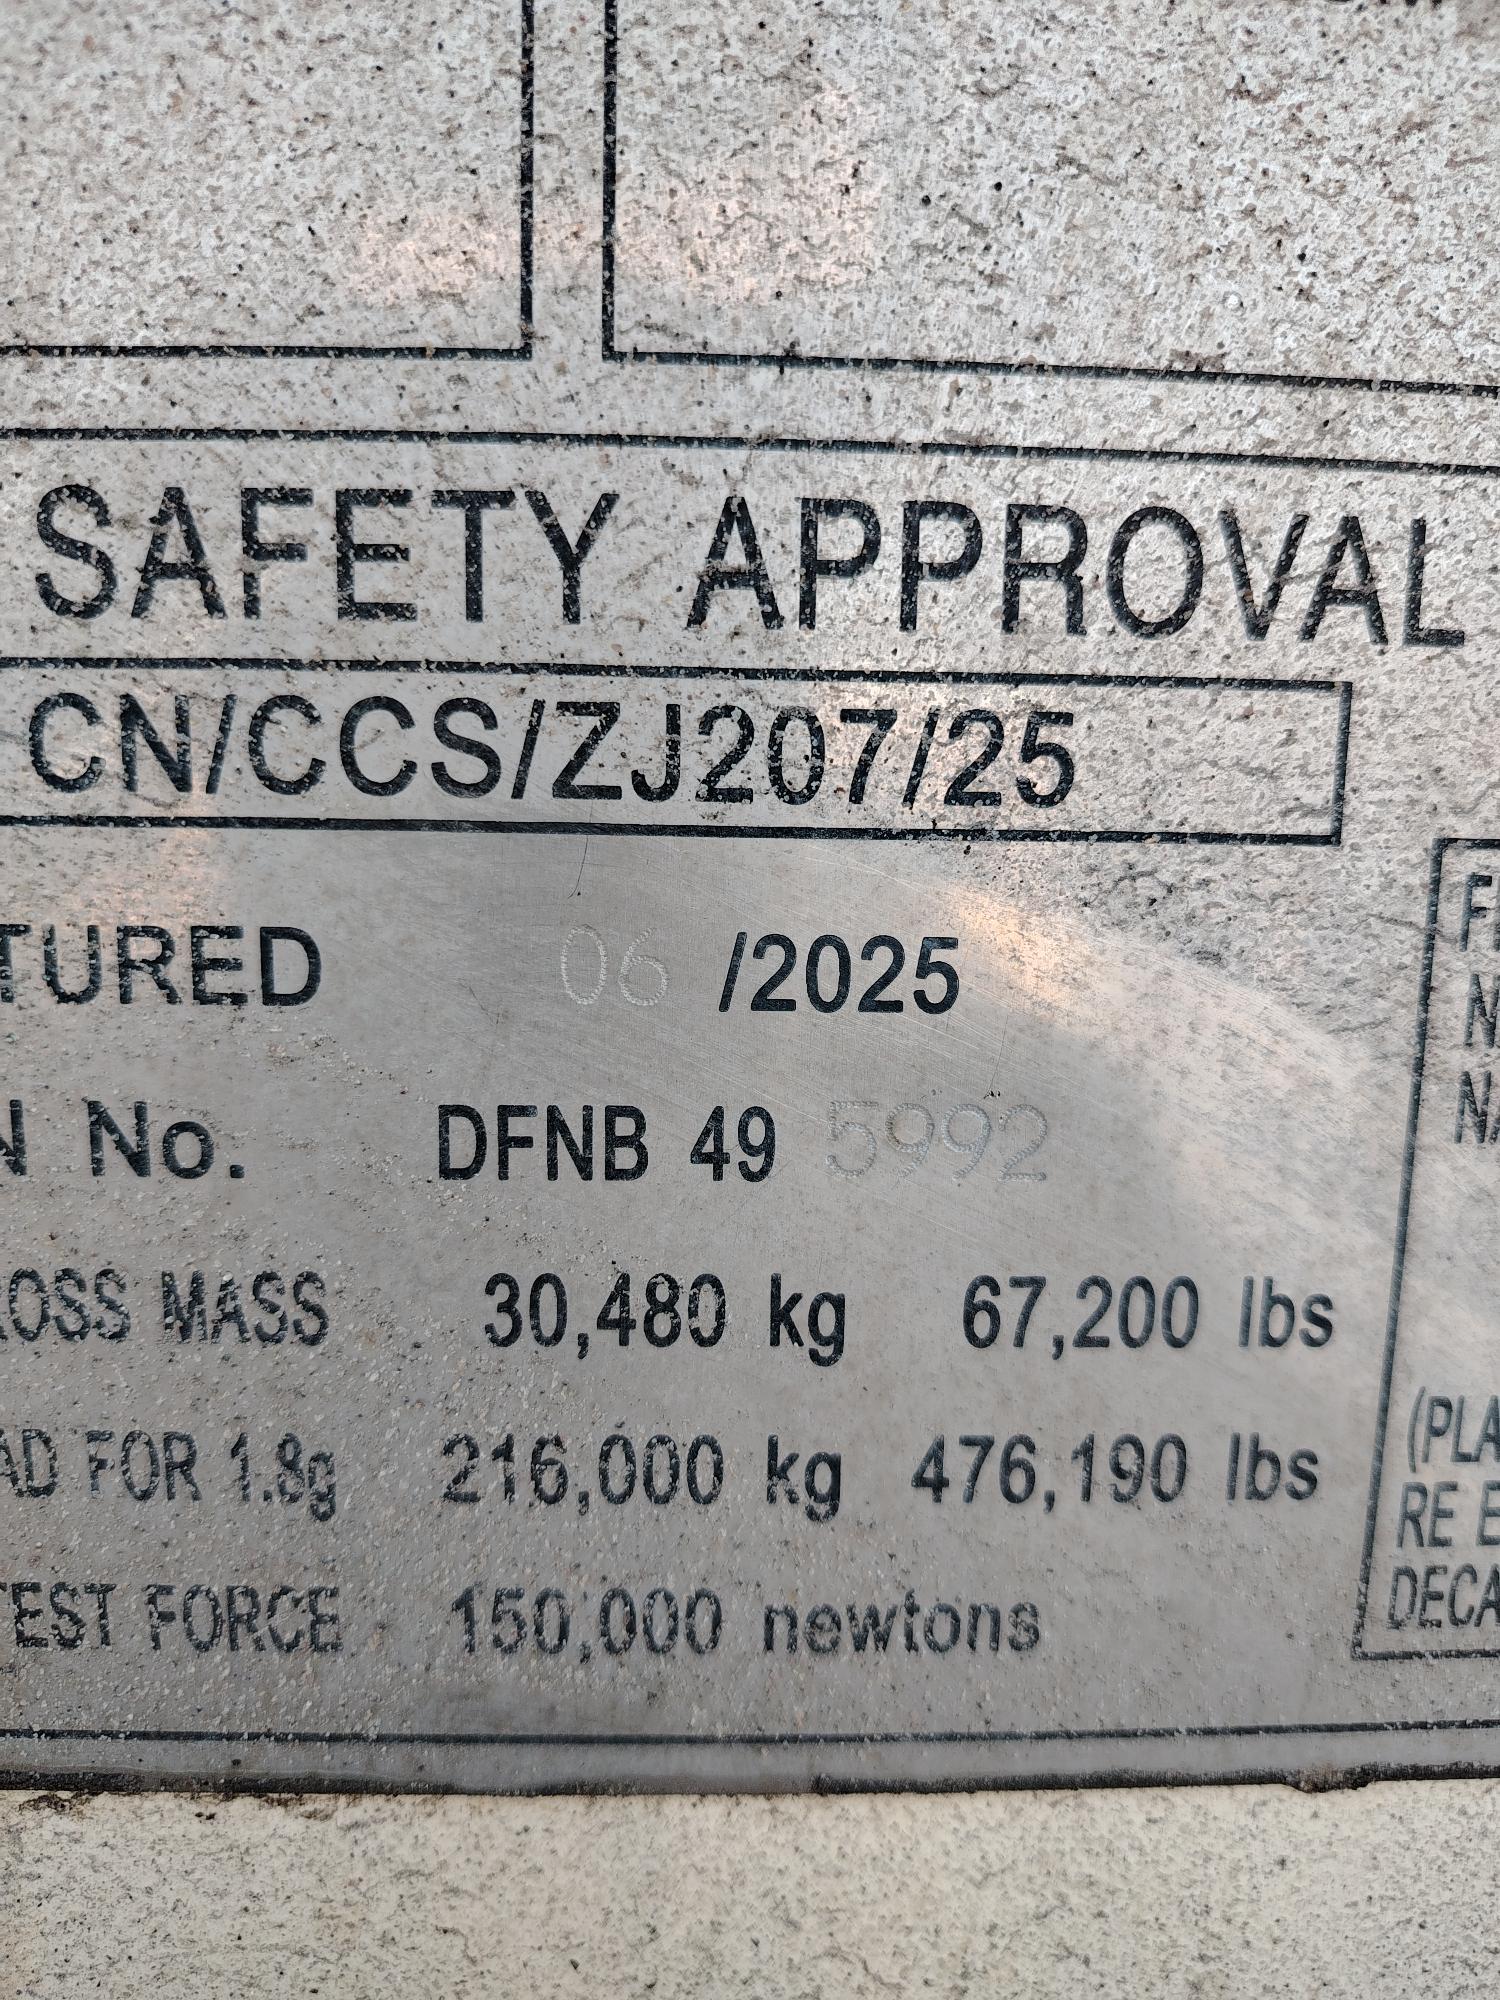 SAFETY APPROVAL
CN/CCS/ZJ207/25
TURED 06 /2025
N No. DFNB 49 5992
OSS MASS 30,480 kg 67,200 lbs
AD FOR 1.8g 216,000 kg 476,190 lbs
TEST FORCE 150,000 newtons
(PLA
RE
DECA